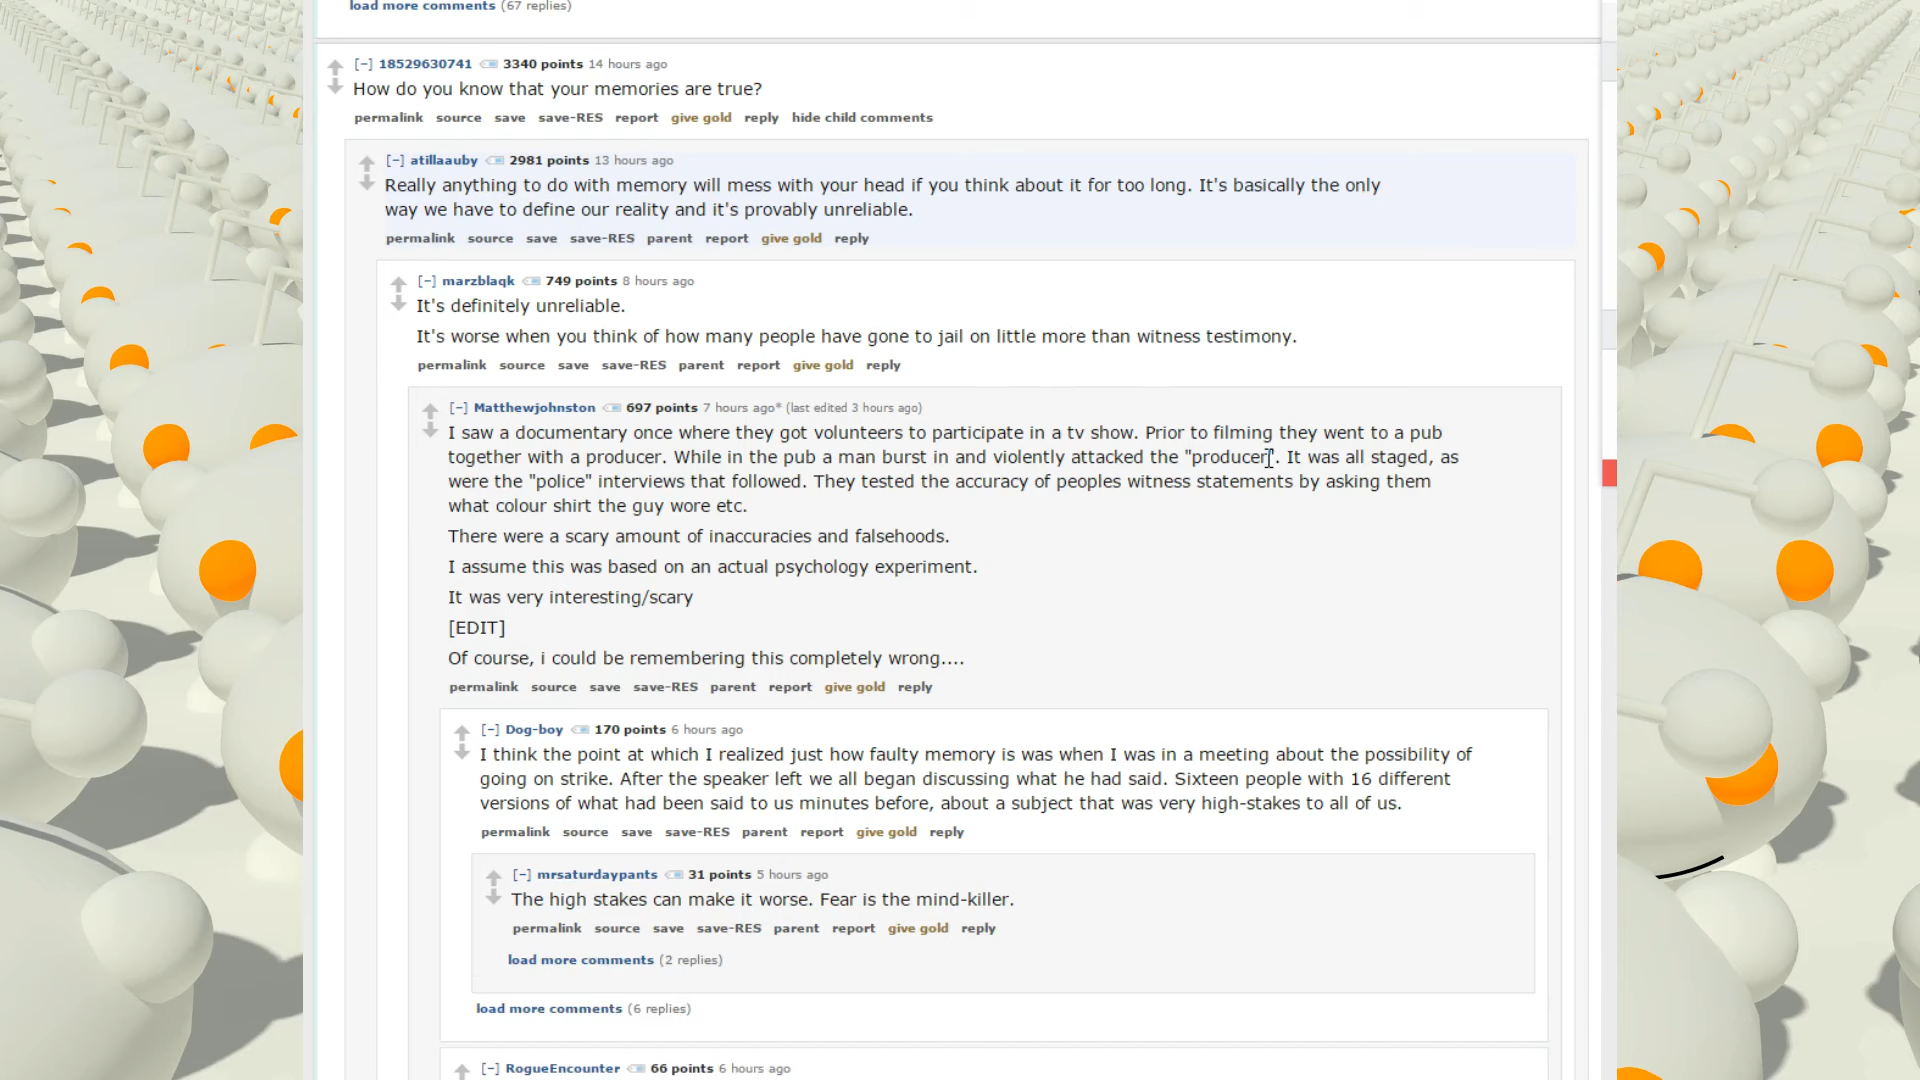 load more comments (67 replies)
[–] 18529630741 3340 points 14 hours ago
How do you know that your memories are true?
permalink source save save-RES report give gold reply hide child comments
[–] atillaauby 2981 points 13 hours ago
Really anything to do with memory will mess with your head if you think about it for too long. It's basically the only
way we have to define our reality and it's provably unreliable.
permalink source save save-RES parent report give gold reply
[–] marzblaqk 749 points 8 hours ago
It's definitely unreliable.
It's worse when you think of how many people have gone to jail on little more than witness testimony.
permalink source save save-RES parent report give gold reply
[–] Matthewjohnston 697 points 7 hours ago* (last edited 3 hours ago)
I saw a documentary once where they got volunteers to participate in a tv show. Prior to filming they went to a pub
together with a producer. While in the pub a man burst in and violently attacked the "producer". It was all staged, as
were the "police" interviews that followed. They tested the accuracy of peoples witness statements by asking them
what colour shirt the guy wore etc.
There were a scary amount of inaccuracies and falsehoods.
I assume this was based on an actual psychology experiment.
It was very interesting/scary
[EDIT]
Of course, i could be remembering this completely wrong....
permalink source save save-RES parent report give gold reply
[–] Dog-boy 170 points 6 hours ago
I think the point at which I realized just how faulty memory is was when I was in a meeting about the possibility of
going on strike. After the speaker left we all began discussing what he had said. Sixteen people with 16 different
versions of what had been said to us minutes before, about a subject that was very high-stakes to all of us.
permalink source save save-RES parent report give gold reply
[–] mrsaturdaypants 31 points 5 hours ago
The high stakes can make it worse. Fear is the mind-killer.
permalink source save save-RES parent report give gold reply
load more comments (2 replies)
load more comments (6 replies)
[–] RogueEncounter 66 points 6 hours ago